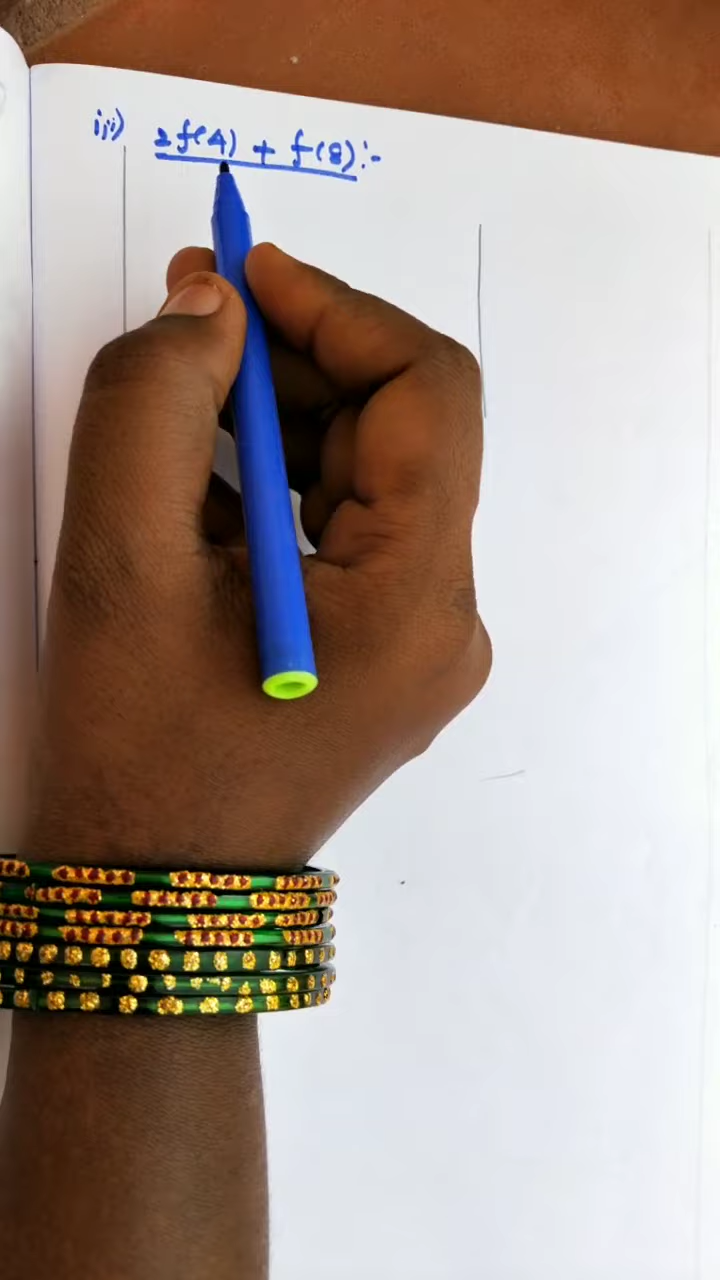 iii) 2f(4) + f(8):-